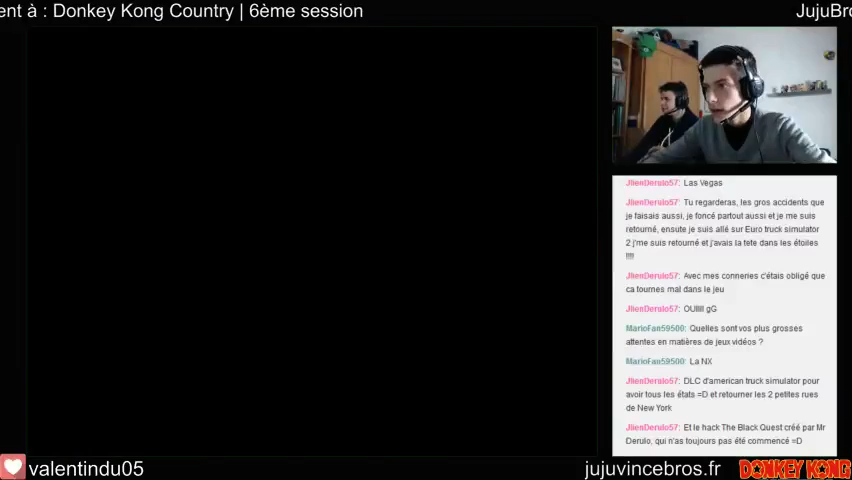 ent à : Donkey Kong Country | 6ème session
JujuBro
JlienDerulo57: Las Vegas
JlienDerulo57: Tu regarderas, les gros accidents que
je faisais aussi, je foncé partout aussi et je me suis
retourné, ensuite je suis allé sur Euro truck simulator
2 j'me suis retourné et j'avais la tete dans les étoiles
!!!!
JlienDerulo57: Avec mes conneries c'étais obligé que
ca tournes mal dans le jeu
JlienDerulo57: OUIIIII gG
MarioFan59500: Quelles sont vos plus grosses
attentes en matières de jeux vidéos ?
MarioFan59500: La NX
JlienDerulo57: DLC d'american truck simulator pour
avoir tous les états =D et retourner les 2 petites rues
de New York
JlienDerulo57: Et le hack The Black Quest créé par Mr
Derulo, qui n'as toujours pas été commencé =D
valentindu05
jujuvincebros.fr
DONKEY KONG